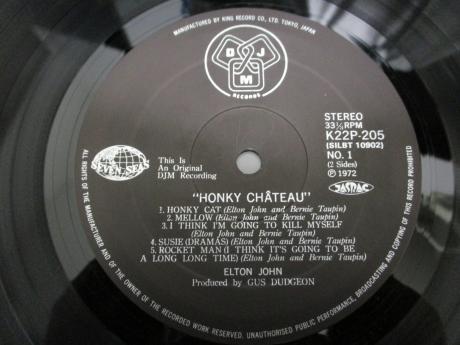 MANUFACTURED BY KING RECORD CO., LTD. TOKYO, JAPAN
D J M
RECORDS
STEREO
33⅓RPM
K22P-205
(SILBT 10902)
NO. 1
(2 Sides)
Ⓟ1972
JASRAC
SEVEN SEAS
This Is
An Original
DJM Recording
"HONKY CHÂTEAU"
1. HONKY CAT (Elton John and Bernie Taupin)
2. MELLOW (Elton John and Bernie Taupin)
3. I THINK I'M GOING TO KILL MYSELF
(Elton John and Bernie Taupin)
4. SUSIE (DRAMAS) (Elton John and Bernie Taupin)
5. ROCKET MAN (I THINK IT'S GOING TO BE
A LONG LONG TIME) (Elton John and Bernie Taupin)
ELTON JOHN
Produced by GUS DUDGEON
ALL RIGHTS OF THE MANUFACTURER AND OF THE OWNER OF THE RECORDED WORK RESERVED. UNAUTHORISED PUBLIC PERFORMANCE, BROADCASTING AND COPYING OF THIS RECORD PROHIBITED